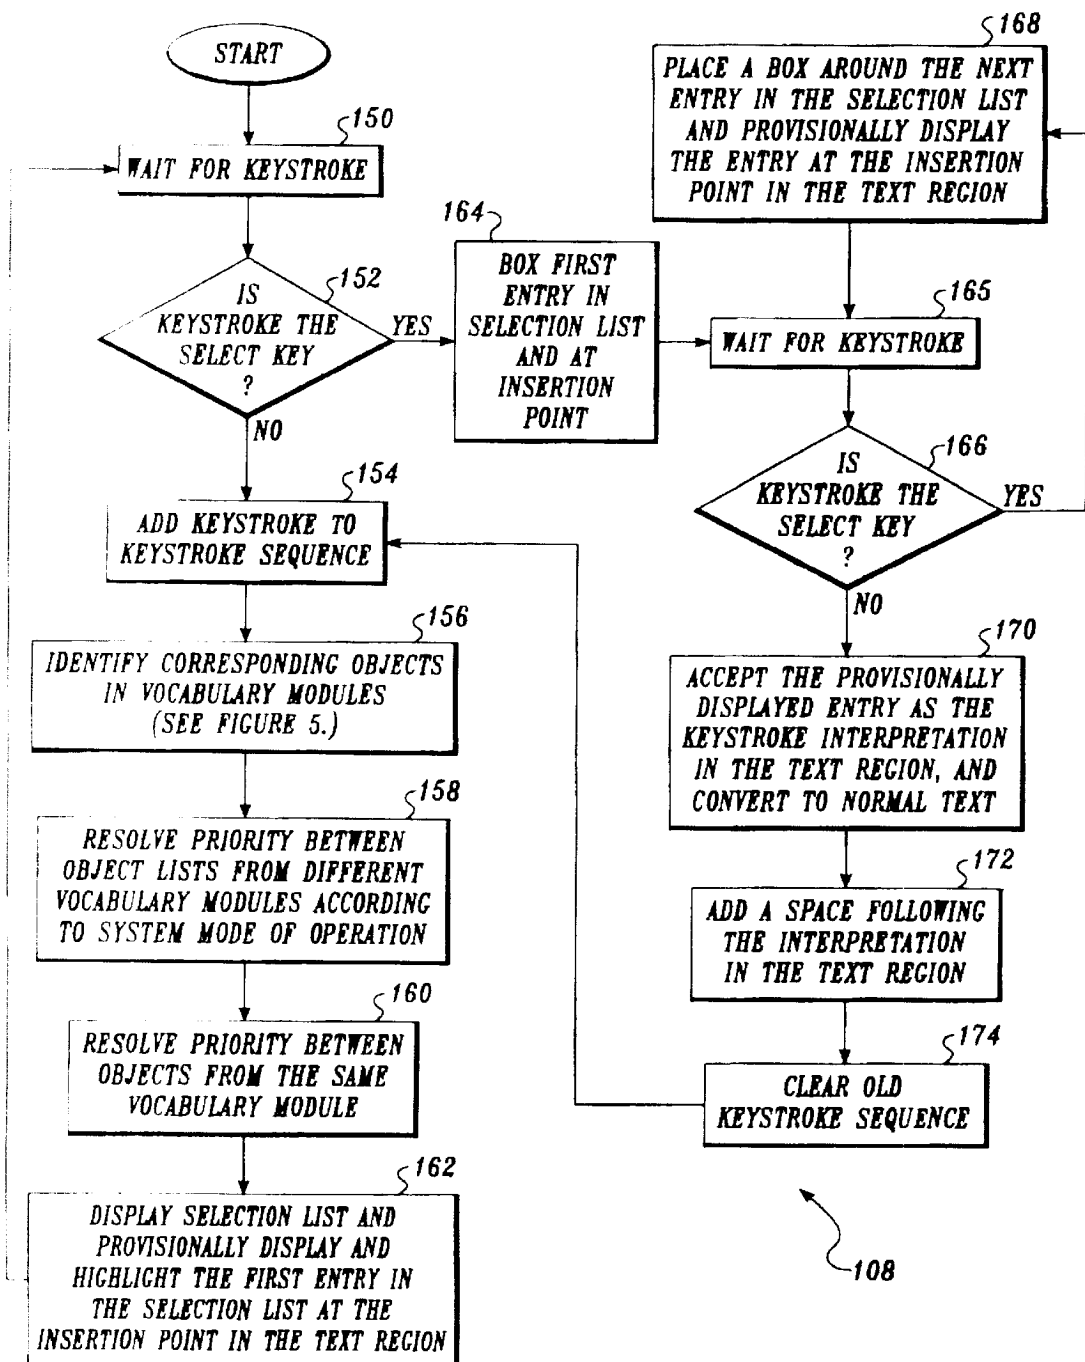 START
150
WAIT FOR KEYSTROKE
152
IS
KEYSTROKE THE
SELECT KEY
?
YES
NO
164
BOX FIRST
ENTRY IN
SELECTION LIST
AND AT
INSERTION
POINT
154
ADD KEYSTROKE TO
KEYSTROKE SEQUENCE
156
IDENTIFY CORRESPONDING OBJECTS
IN VOCABULARY MODULES
(SEE FIGURE 5.)
158
RESOLVE PRIORITY BETWEEN
OBJECT LISTS FROM DIFFERENT
VOCABULARY MODULES ACCORDING
TO SYSTEM MODE OF OPERATION
160
RESOLVE PRIORITY BETWEEN
OBJECTS FROM THE SAME
VOCABULARY MODULE
162
DISPLAY SELECTION LIST AND
PROVISIONALLY DISPLAY AND
HIGHLIGHT THE FIRST ENTRY IN
THE SELECTION LIST AT THE
INSERTION POINT IN THE TEXT REGION
168
PLACE A BOX AROUND THE NEXT
ENTRY IN THE SELECTION LIST
AND PROVISIONALLY DISPLAY
THE ENTRY AT THE INSERTION
POINT IN THE TEXT REGION
165
WAIT FOR KEYSTROKE
166
IS
KEYSTROKE THE
SELECT KEY
?
YES
NO
170
ACCEPT THE PROVISIONALLY
DISPLAYED ENTRY AS THE
KEYSTROKE INTERPRETATION
IN THE TEXT REGION, AND
CONVERT TO NORMAL TEXT
172
ADD A SPACE FOLLOWING
THE INTERPRETATION
IN THE TEXT REGION
174
CLEAR OLD
KEYSTROKE SEQUENCE
108